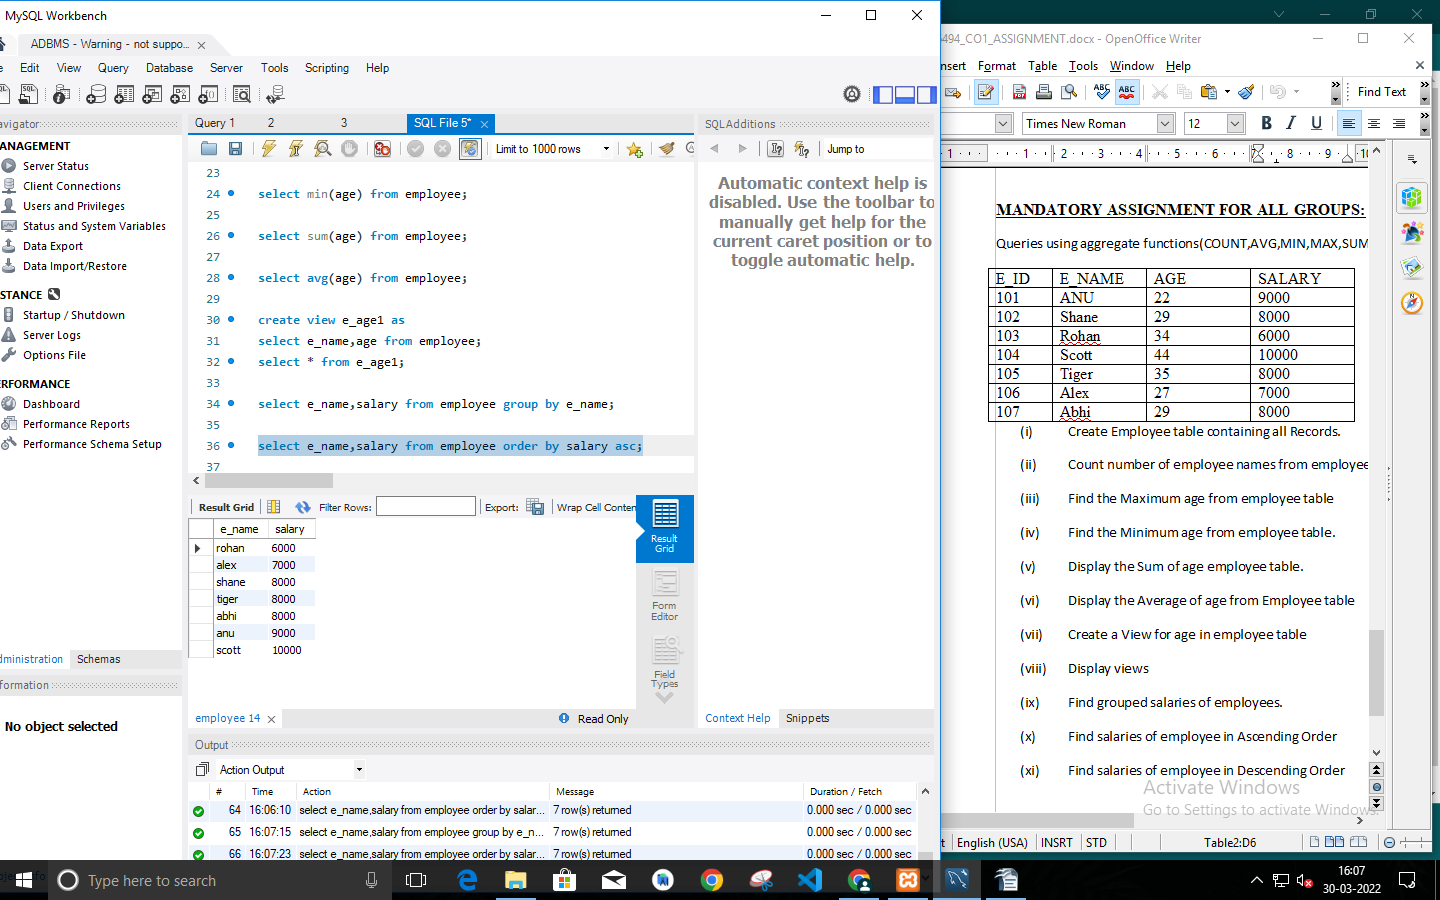 MySQL Workbench
ADBMS - Warning - not suppo...
Edit View Query Database Server Tools Scripting Help
Query 1 2 3 SQL File 5*
Limit to 1000 rows
ANAGEMENT
Server Status
Client Connections
Users and Privileges
Status and System Variables
Data Export
Data Import/Restore
STANCE
Startup / Shutdown
Server Logs
Options File
RFORMANCE
Dashboard
Performance Reports
Performance Schema Setup
dministration Schemas
formation
No object selected
23
24 select min(age) from employee;
25
26 select sum(age) from employee;
27
28 select avg(age) from employee;
29
30 create view e_age1 as
31 select e_name,age from employee;
32 select * from e_age1;
33
34 select e_name,salary from employee group by e_name;
35
36 select e_name,salary from employee order by salary asc;
37
Result Grid Filter Rows: Export: Wrap Cell Conten
e_name salary
rohan 6000
alex 7000
shane 8000
tiger 8000
abhi 8000
anu 9000
scott 10000
Result Grid
Form Editor
Field Types
employee 14 Read Only
SQLAdditions
Jump to
Automatic context help is
disabled. Use the toolbar to
manually get help for the
current caret position or to
toggle automatic help.
Context Help Snippets
Output
Action Output
# Time Action Message Duration / Fetch
64 16:06:10 select e_name,salary from employee order by salar... 7 row(s) returned 0.000 sec / 0.000 sec
65 16:07:15 select e_name,salary from employee group by e_n... 7 row(s) returned 0.000 sec / 0.000 sec
66 16:07:23 select e_name,salary from employee order by salar... 7 row(s) returned 0.000 sec / 0.000 sec
494_CO1_ASSIGNMENT.docx - OpenOffice Writer
nsert Format Table Tools Window Help
Find Text
Times New Roman 12 B I U
1 1 2 3 4 5 6 8 9 10
MANDATORY ASSIGNMENT FOR ALL GROUPS:
Queries using aggregate functions(COUNT,AVG,MIN,MAX,SUM
E_ID E_NAME AGE SALARY
101 ANU 22 9000
102 Shane 29 8000
103 Rohan 34 6000
104 Scott 44 10000
105 Tiger 35 8000
106 Alex 27 7000
107 Abhi 29 8000
(i) Create Employee table containing all Records.
(ii) Count number of employee names from employee
(iii) Find the Maximum age from employee table
(iv) Find the Minimum age from employee table.
(v) Display the Sum of age employee table.
(vi) Display the Average of age from Employee table
(vii) Create a View for age in employee table
(viii) Display views
(ix) Find grouped salaries of employees.
(x) Find salaries of employee in Ascending Order
(xi) Find salaries of employee in Descending Order
Activate Windows
Go to Settings to activate Windows.
English (USA) INSRT STD Table2:D6
Type here to search
16:07
30-03-2022